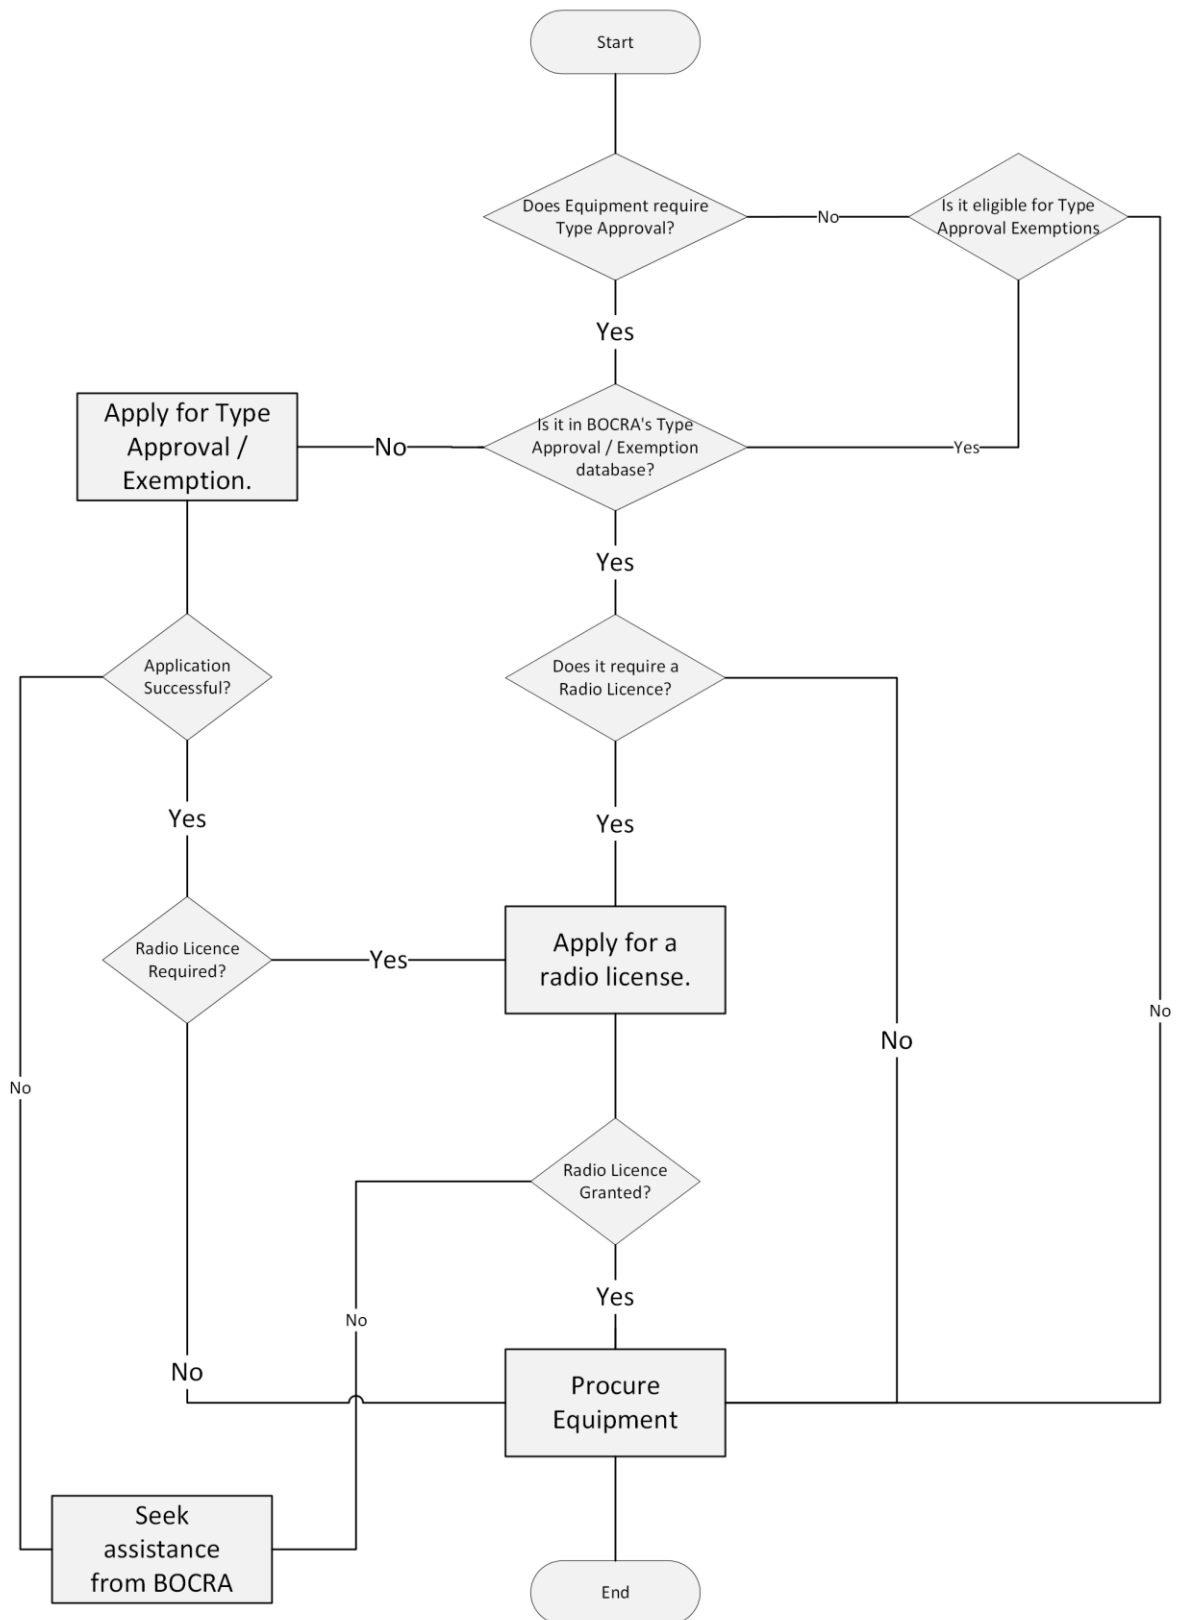 Start
Does Equipment require
Type Approval?
No
Is it eligible for Type
Approval Exemptions
Yes
Apply for Type
Approval /
Exemption.
No
Is it in BOCRA's Type
Approval / Exemption
database?
Yes
Yes
Application
Successful?
Does it require a
Radio Licence?
Yes
Yes
Radio Licence
Required?
Yes
Apply for a
radio license.
No
No
No
Radio Licence
Granted?
Yes
No
No
Procure
Equipment
Seek
assistance
from BOCRA
End